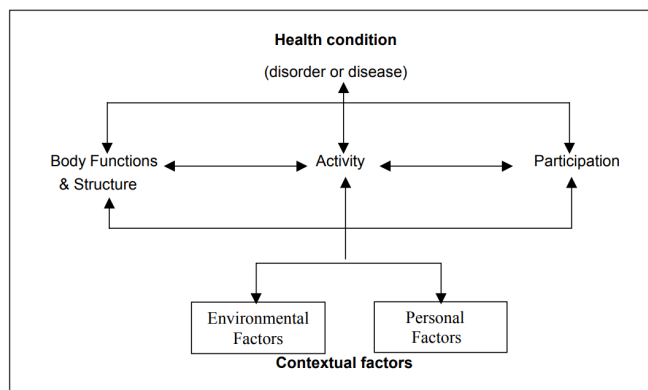 Health condition
(disorder or disease)
Body Functions
& Structure
Activity
Participation
Environmental
Factors
Personal
Factors
Contextual factors